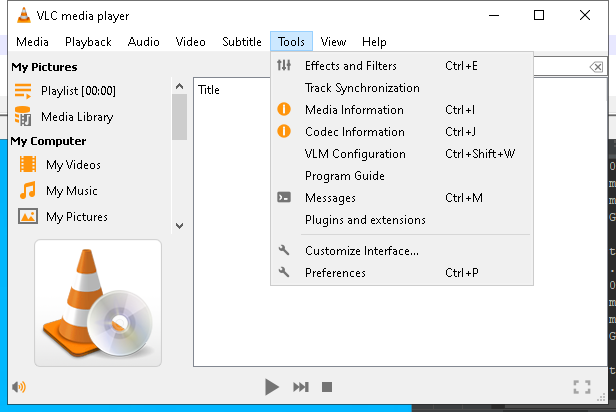 VLC media player
Media Playback Audio Video Subtitle Tools View Help
My Pictures
Playlist [00:00]
Media Library
My Computer
My Videos
My Music
My Pictures
Title
Effects and Filters Ctrl+E
Track Synchronization
Media Information Ctrl+I
Codec Information Ctrl+J
VLM Configuration Ctrl+Shift+W
Program Guide
Messages Ctrl+M
Plugins and extensions
Customize Interface...
Preferences Ctrl+P